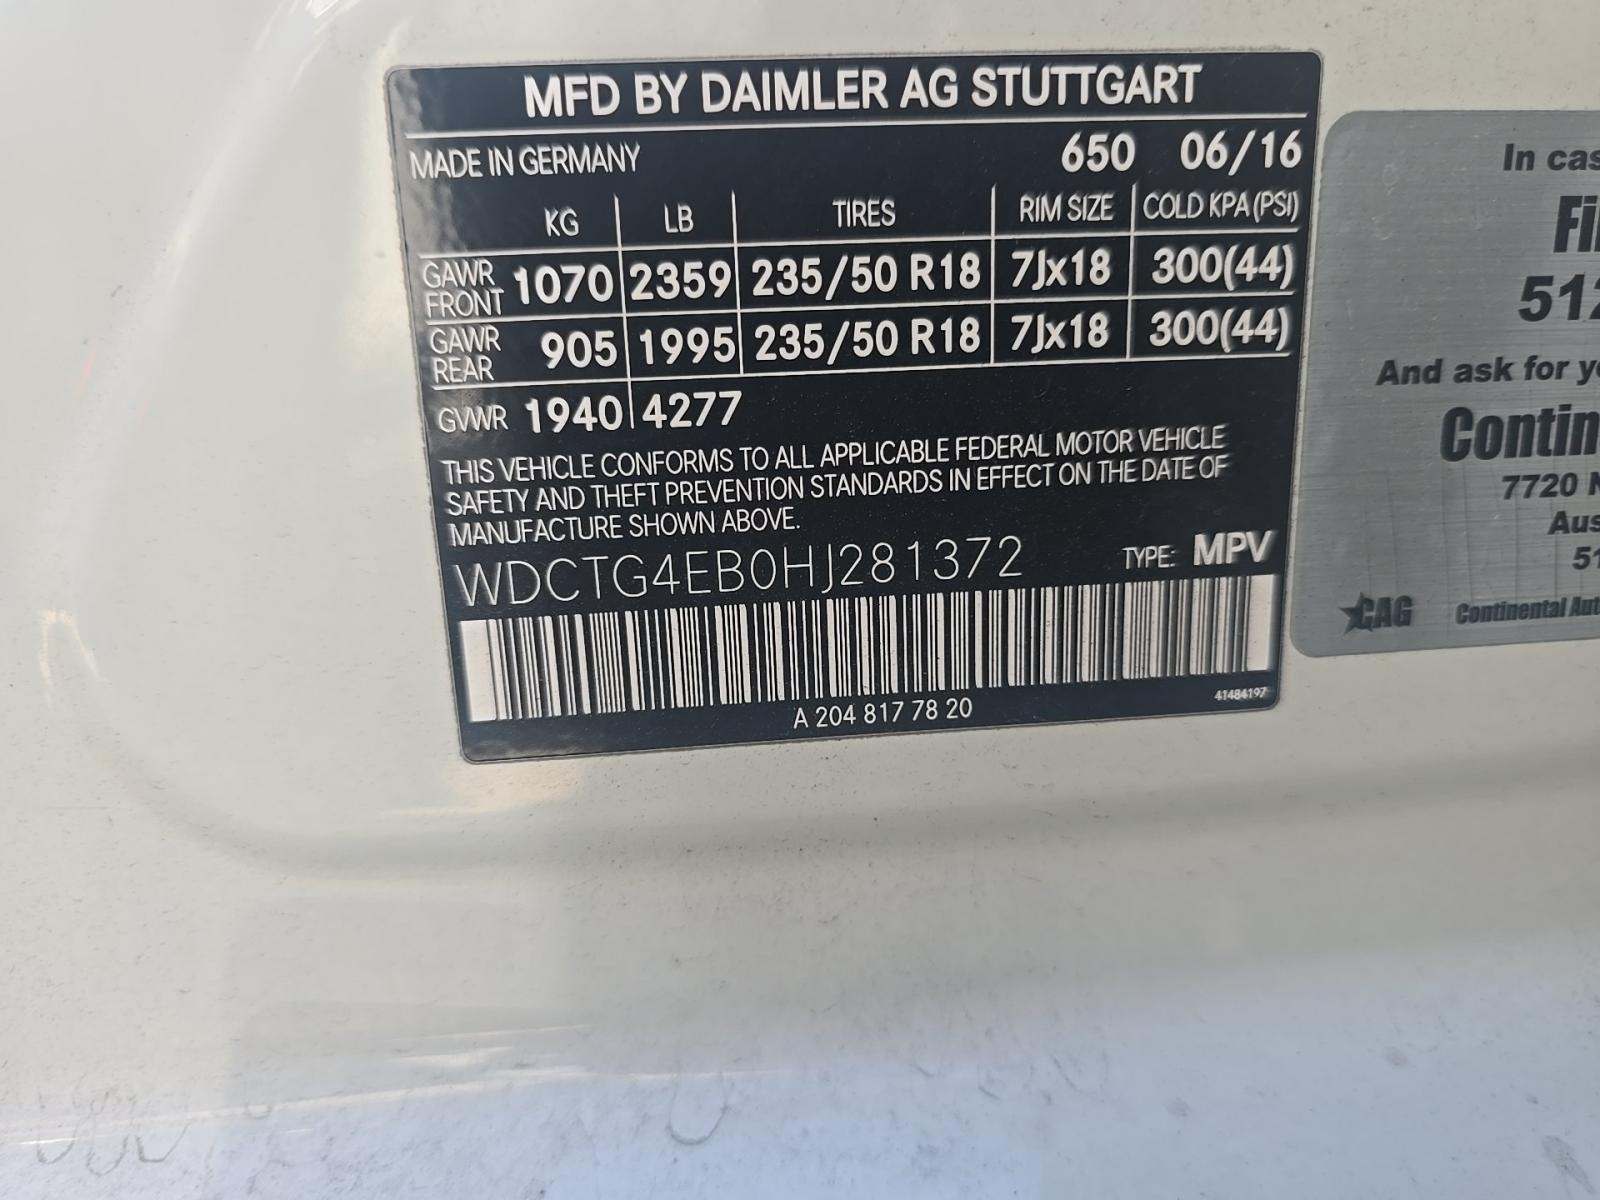 MFD BY DAIMLER AG STUTTGART
MADE IN GERMANY 650 06/16
KG LB TIRES RIM SIZE COLD KPA (PSI)
GAWR FRONT 1070 2359 235/50 R18 7Jx18 300(44)
GAWR REAR 905 1995 235/50 R18 7Jx18 300(44)
GVWR 1940 4277
THIS VEHICLE CONFORMS TO ALL APPLICABLE FEDERAL MOTOR VEHICLE
SAFETY AND THEFT PREVENTION STANDARDS IN EFFECT ON THE DATE OF
MANUFACTURE SHOWN ABOVE.
WDCTG4EB0HJ281372 TYPE: MPV
A 204 817 78 20
41484197
In cas
Fi
512
And ask for y
Contin
7720 N
Aus
51
CAG Continental Aut